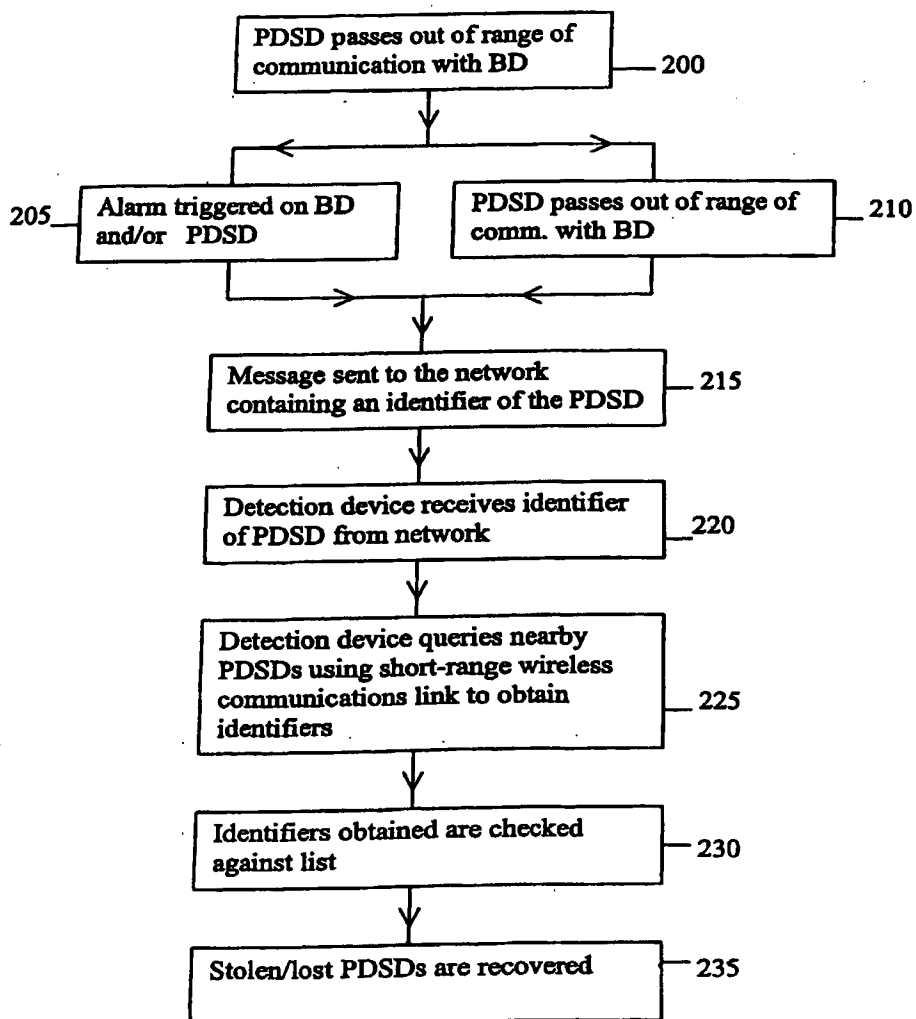 PDSD passes out of range of
communication with BD
200
205
Alarm triggered on BD
and/or PDSD
PDSD passes out of range of
comm. with BD
210
Message sent to the network
containing an identifier of the PDSD
215
Detection device receives identifier
of PDSD from network
220
Detection device queries nearby
PDSDs using short-range wireless
communications link to obtain
identifiers
225
Identifiers obtained are checked
against list
230
Stolen/lost PDSDs are recovered
235